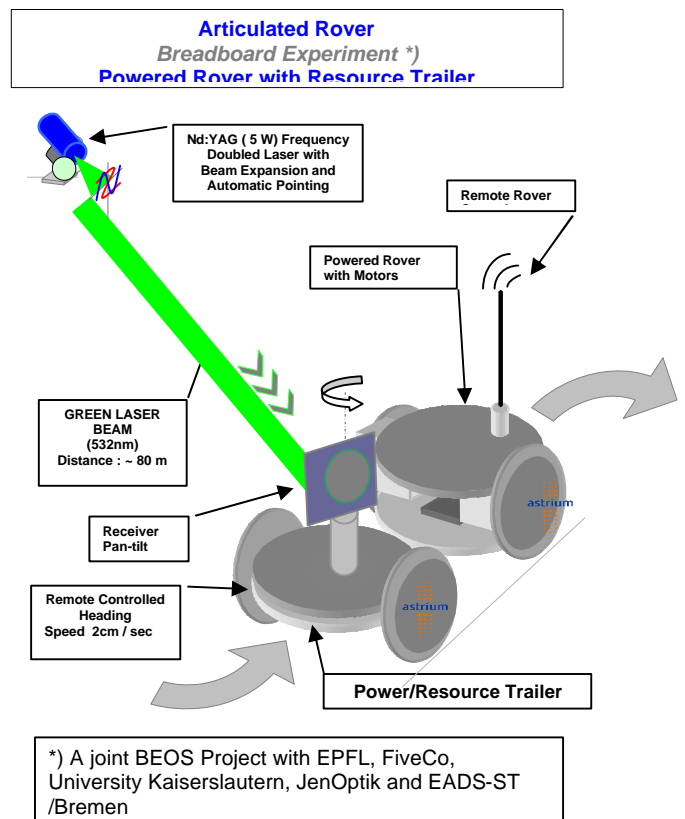 Articulated Rover
Breadboard Experiment *)
Powered Rover with Resource Trailer
Nd:YAG ( 5 W) Frequency
Doubled Laser with
Beam Expansion and
Automatic Pointing
Remote Rover
Powered Rover
with Motors
GREEN LASER
BEAM
(532nm)
Distance : ~ 80 m
Receiver
Pan-tilt
Remote Controlled
Heading
Speed 2cm / sec
astrium
astrium
Power/Resource Trailer
*) A joint BEOS Project with EPFL, FiveCo,
University Kaiserslautern, JenOptik and EADS-ST
/Bremen